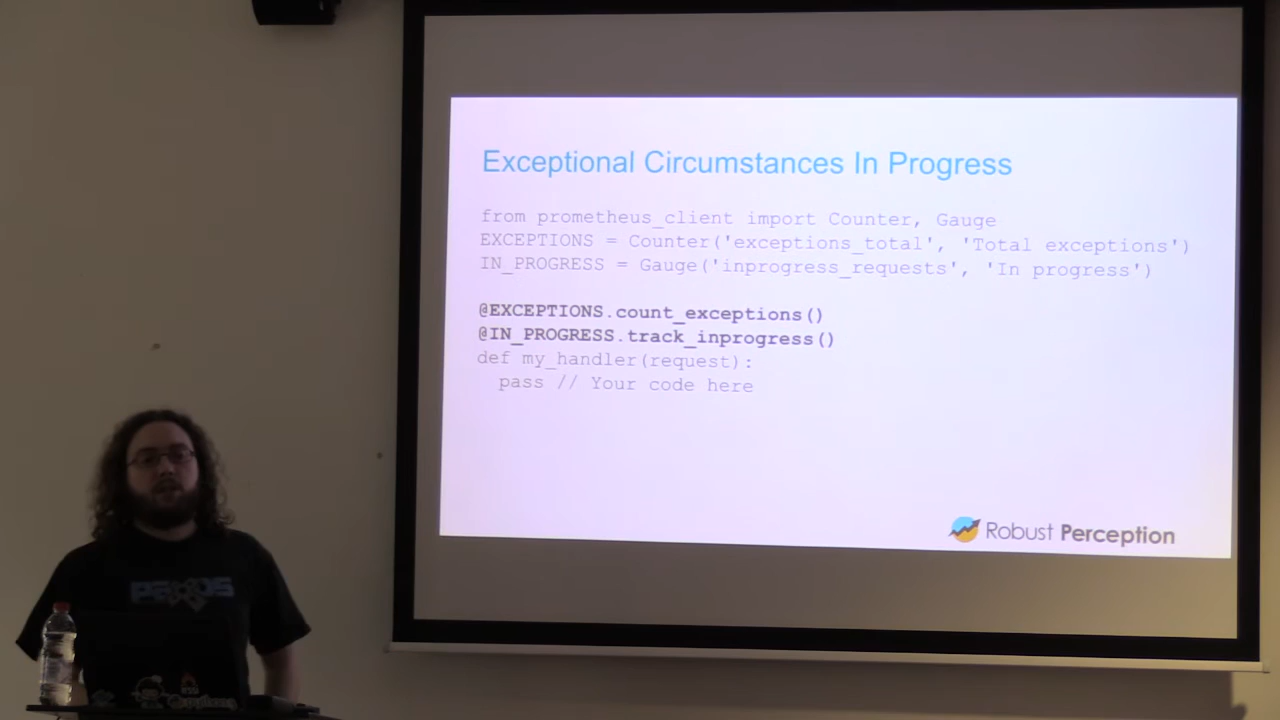 Exceptional Circumstances In Progress
from prometheus_client import Counter, Gauge
EXCEPTIONS = Counter('exceptions_total', 'Total exceptions')
IN_PROGRESS = Gauge('inprogress_requests', 'In progress')
@EXCEPTIONS.count_exceptions()
@IN_PROGRESS.track_inprogress()
def my_handler(request):
pass // Your code here
Robust Perception
PAXOS